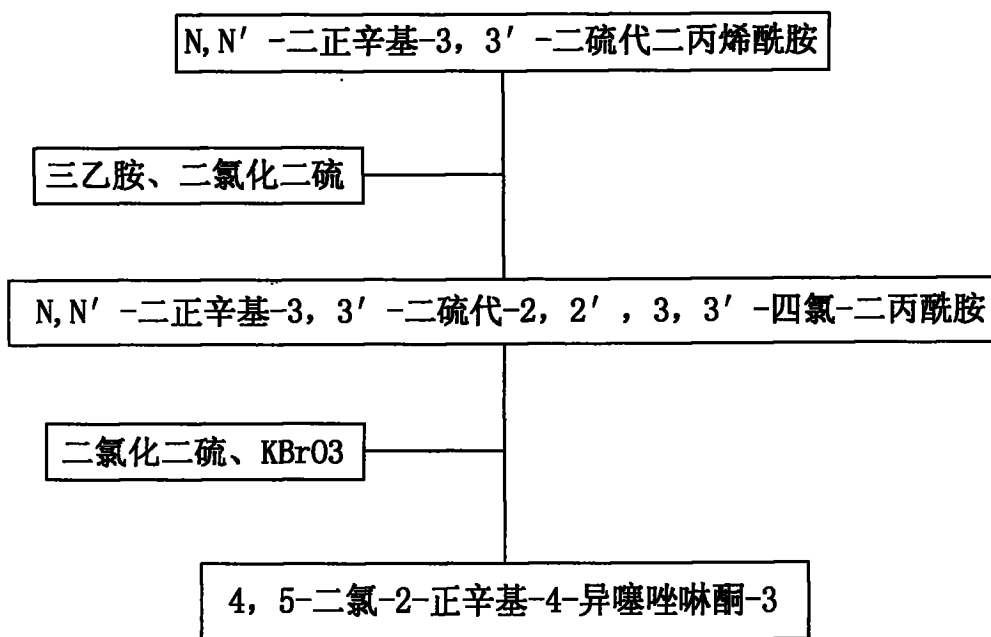 N,N′-二正辛基-3，3′-二硫代二丙烯酰胺
三乙胺、二氯化二硫
N,N′-二正辛基-3，3′-二硫代-2，2′，3，3′-四氯-二丙酰胺
二氯化二硫、KBrO3
4，5-二氯-2-正辛基-4-异噻唑啉酮-3